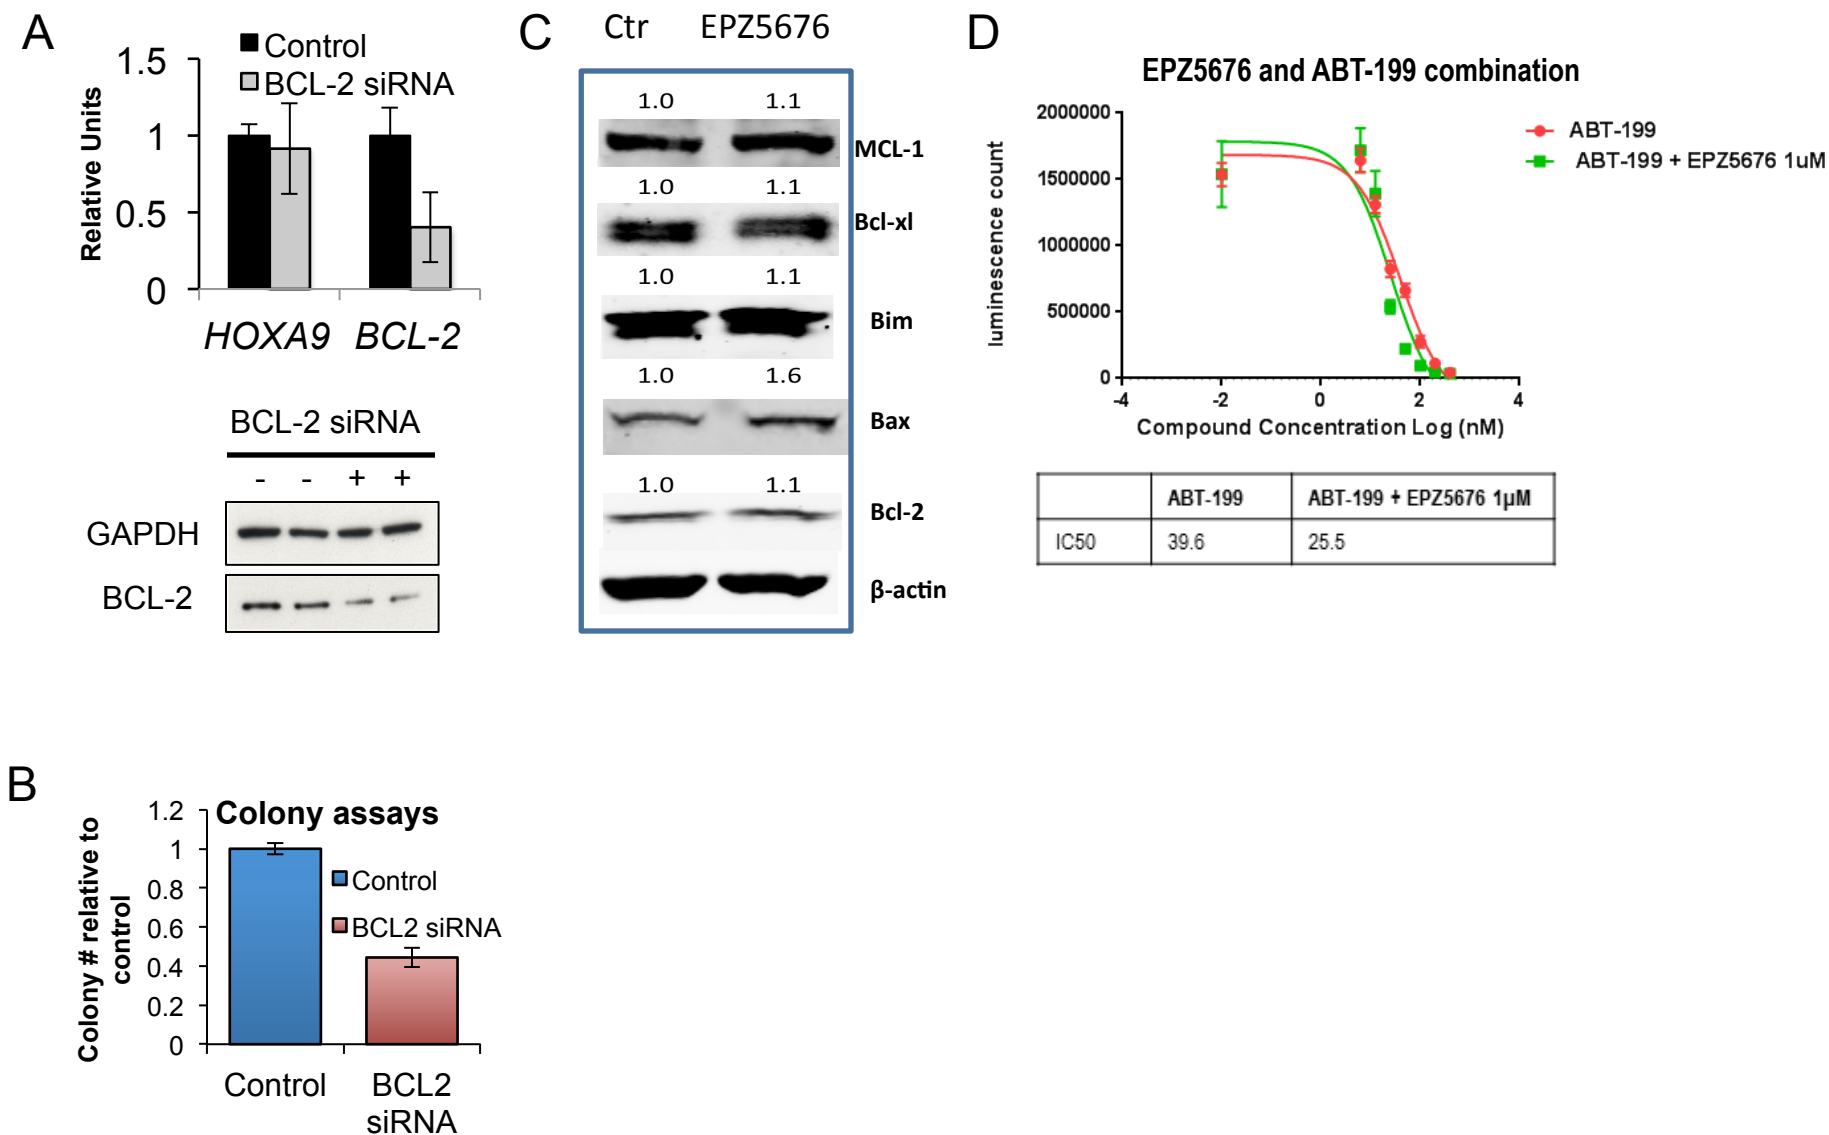 A
Control
BCL-2 siRNA
Relative Units
1.5
1
0.5
0
HOXA9 BCL-2
BCL-2 siRNA
- - + +
GAPDH
BCL-2
B
Colony assays
Colony # relative to
control
1.2
1
0.8
0.6
0.4
0.2
0
Control
BCL2 siRNA
Control
BCL2
siRNA
C
Ctr EPZ5676
1.0 1.1
MCL-1
1.0 1.1
Bcl-xl
1.0 1.1
Bim
1.0 1.6
Bax
1.0 1.1
Bcl-2
β-actin
D
EPZ5676 and ABT-199 combination
luminescence count
2000000
1500000
1000000
500000
0
-4 -2 0 2 4
Compound Concentration Log (nM)
ABT-199
ABT-199 + EPZ5676 1uM
ABT-199 ABT-199 + EPZ5676 1µM
IC50 39.6 25.5